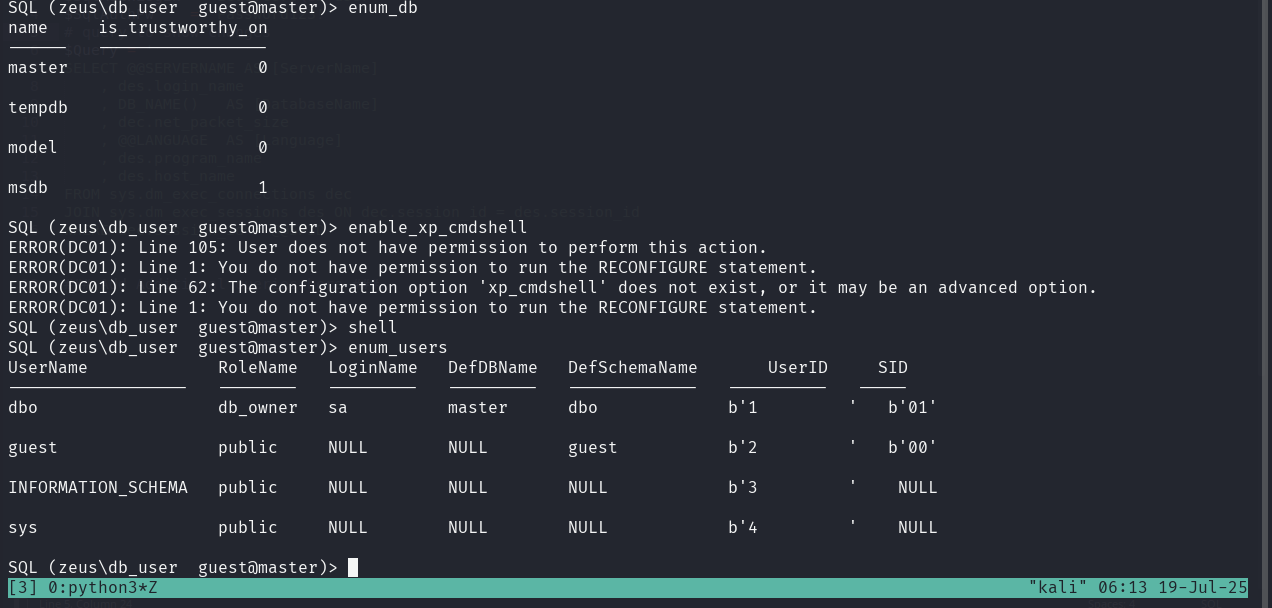 SQL (zeus\db_user  guest@master)> enum_db
name     is_trustworthy_on
------   -----------------
master                   0
tempdb                   0
model                    0
msdb                     1
SQL (zeus\db_user  guest@master)> enable_xp_cmdshell
ERROR(DC01): Line 105: User does not have permission to perform this action.
ERROR(DC01): Line 1: You do not have permission to run the RECONFIGURE statement.
ERROR(DC01): Line 62: The configuration option 'xp_cmdshell' does not exist, or it may be an advanced option.
ERROR(DC01): Line 1: You do not have permission to run the RECONFIGURE statement.
SQL (zeus\db_user  guest@master)> shell
SQL (zeus\db_user  guest@master)> enum_users
UserName             RoleName   LoginName   DefDBName   DefSchemaName       UserID     SID
------------------   --------   ---------   ---------   -------------   ----------   -----
dbo                  db_owner   sa          master      dbo             b'1         '   b'01'
guest                public     NULL        NULL        guest           b'2         '   b'00'
INFORMATION_SCHEMA   public     NULL        NULL        NULL            b'3         '    NULL
sys                  public     NULL        NULL        NULL            b'4         '    NULL
SQL (zeus\db_user  guest@master)>
[3] 0:python3*Z "kali" 06:13 19-Jul-25